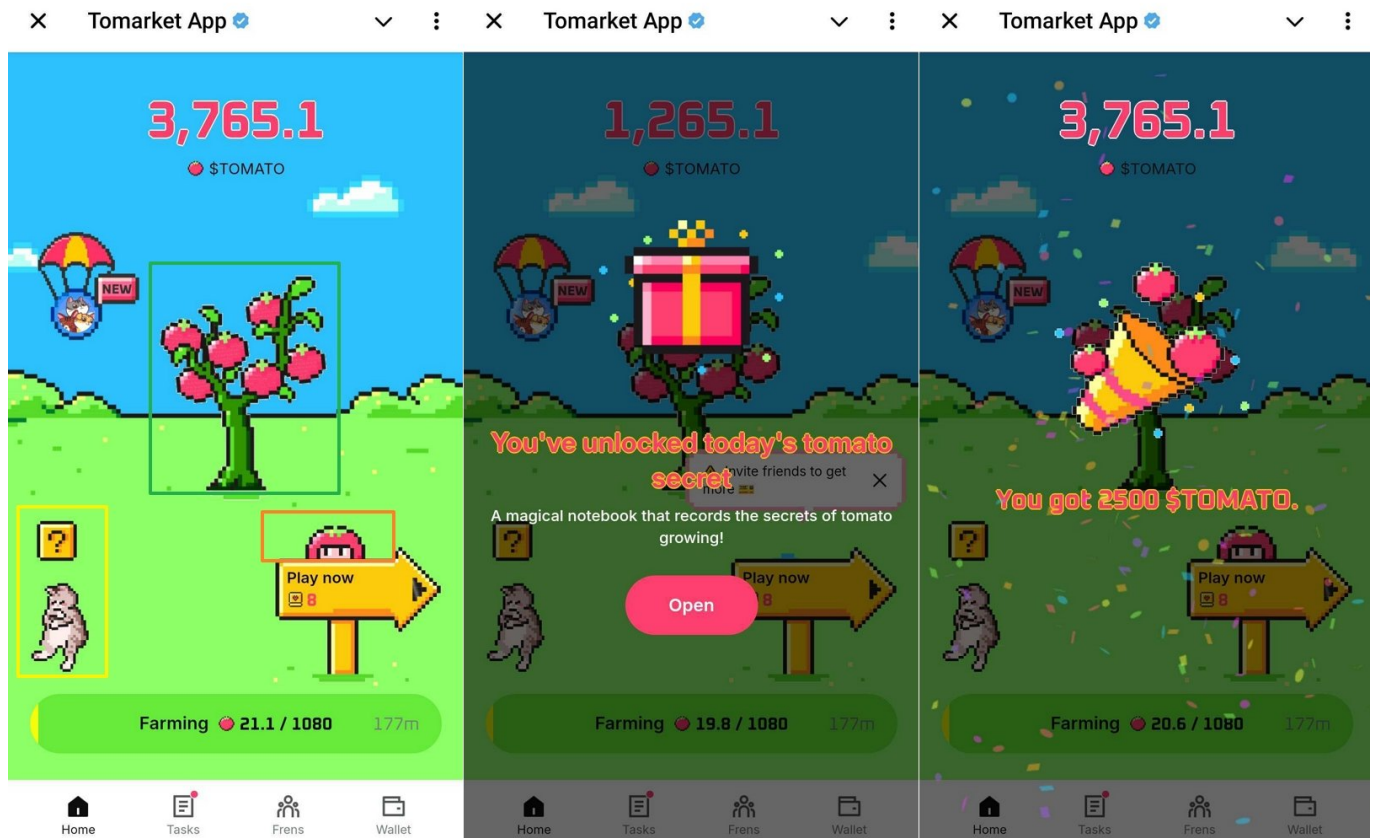 Tomarket App
3,765.1
$TOMATO
NEW
?
Play now
8
Farming 21.1 / 1080 177m
Home Tasks Frens Wallet
Tomarket App
1,265.1
$TOMATO
NEW
You've unlocked today's tomato
secret
Invite friends to get
more
A magical notebook that records the secrets of tomato
growing!
?
Play now
8
Open
Farming 19.8 / 1080 177m
Home Tasks Frens Wallet
Tomarket App
3,765.1
$TOMATO
NEW
You got 2500 $TOMATO.
?
Play now
8
Farming 20.6 / 1080 177m
Home Tasks Frens Wallet